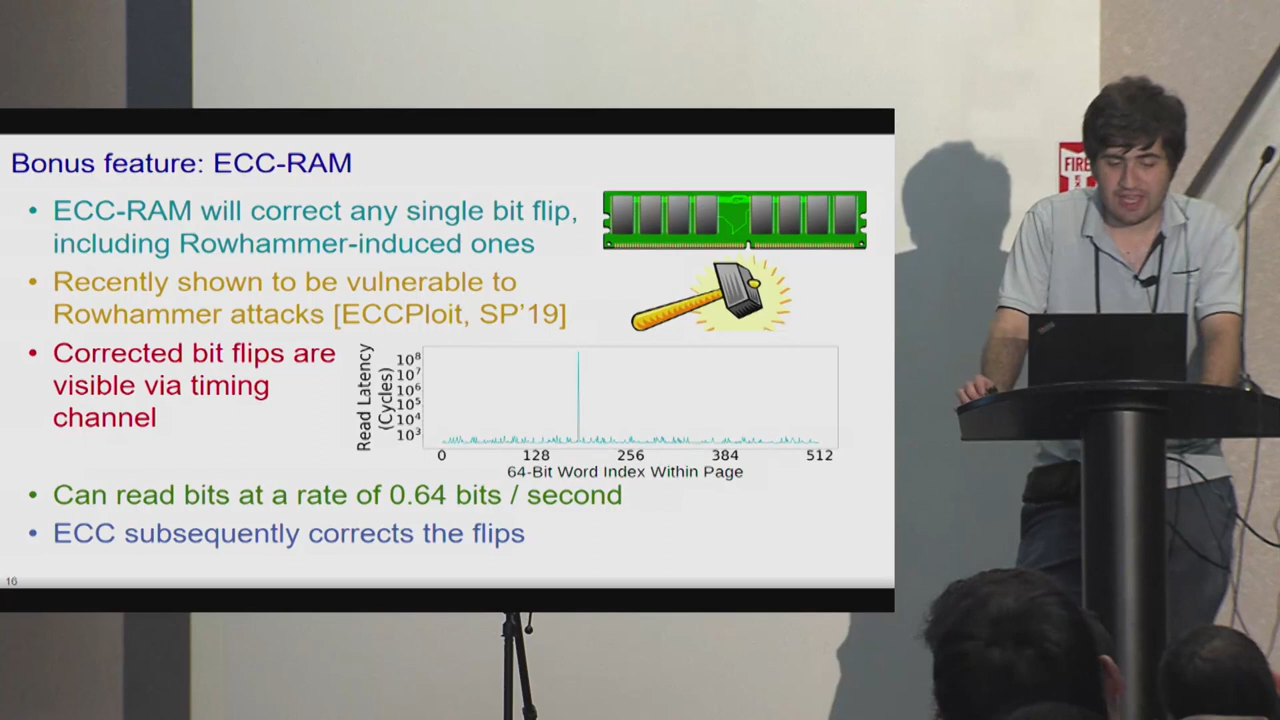 Bonus feature: ECC-RAM
• ECC-RAM will correct any single bit flip,
including Rowhammer-induced ones
• Recently shown to be vulnerable to
Rowhammer attacks [ECCPloit, SP'19]
• Corrected bit flips are
visible via timing
channel
Read Latency
(Cycles)
10⁸
10⁷
10⁶
10⁵
10⁴
10³
0 128 256 384 512
64-Bit Word Index Within Page
• Can read bits at a rate of 0.64 bits / second
• ECC subsequently corrects the flips
16
FIRE